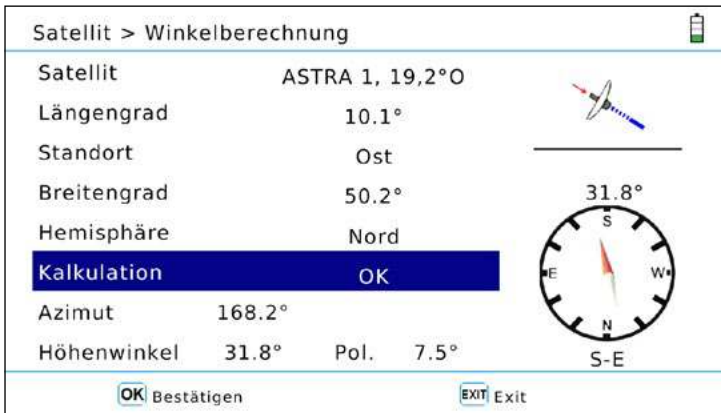 Satellit > Winkelberechnung
Satellit ASTRA 1, 19,2°O
Längengrad 10.1°
Standort Ost
Breitengrad 50.2°
Hemisphäre Nord
Kalkulation OK
Azimut 168.2°
Höhenwinkel 31.8° Pol. 7.5°
31.8°
S
E W
N
S-E
OK Bestätigen EXIT Exit